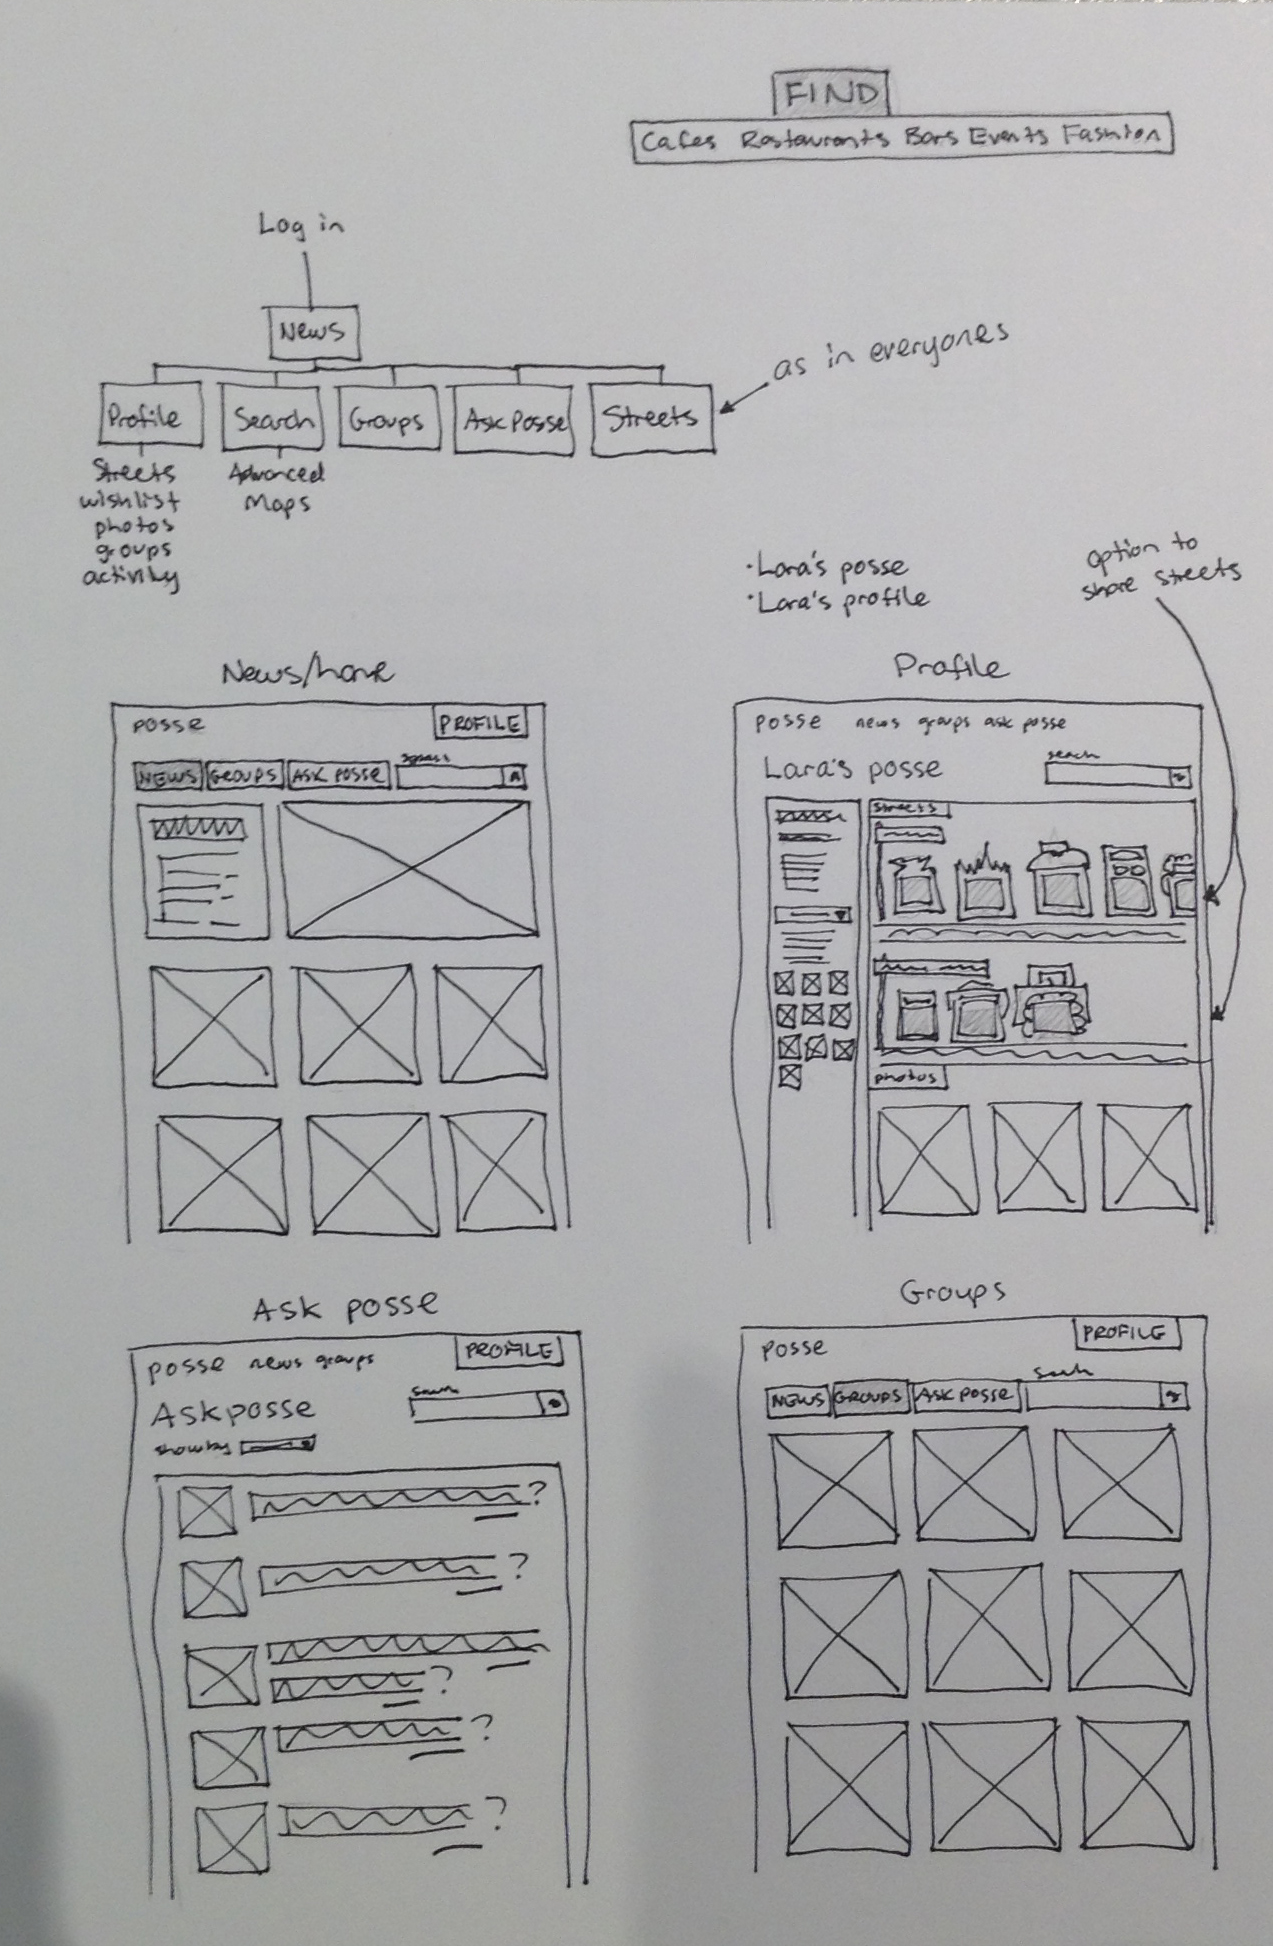 FIND
Cafes Restaurants Bars Events Fashion
Log in
News
as in everyones
Profile Search Groups Ask Posse Streets
Streets
wishlist
photos
groups
activity
Advanced
Maps
option to
share streets
·Lara's posse
·Lara's profile
News/home
posse PROFILE
NEWS GROUPS ASK POSSE
Profile
posse news groups ask posse
Lara's posse search
streets
photos
Ask posse
posse news groups PROFILE
Ask posse search
show by
? 
?
?
?
?
Groups
posse PROFILE
NEWS GROUPS ASK POSSE search